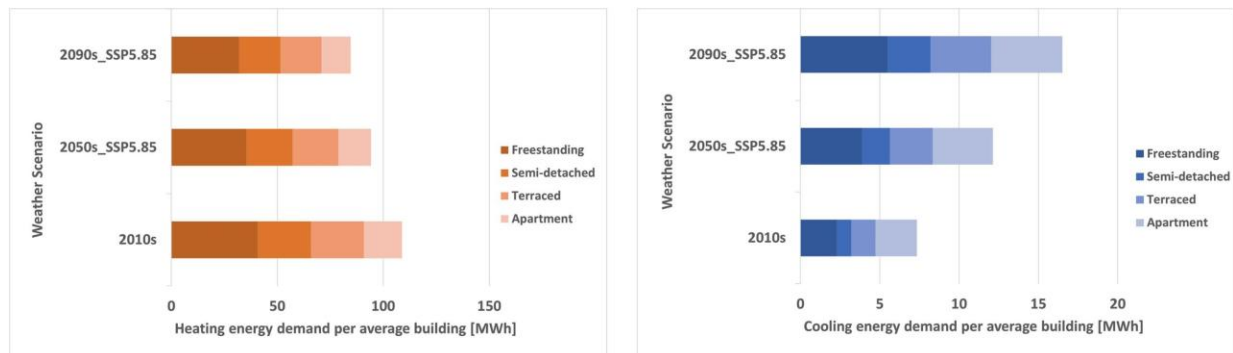 2090s_SSP5.85
2050s_SSP5.85
2010s
Weather Scenario
Freestanding
Semi-detached
Terraced
Apartment
0 50 100 150
Heating energy demand per average building [MWh]
2090s_SSP5.85
2050s_SSP5.85
2010s
Weather Scenario
Freestanding
Semi-detached
Terraced
Apartment
0 5 10 15 20
Cooling energy demand per average building [MWh]